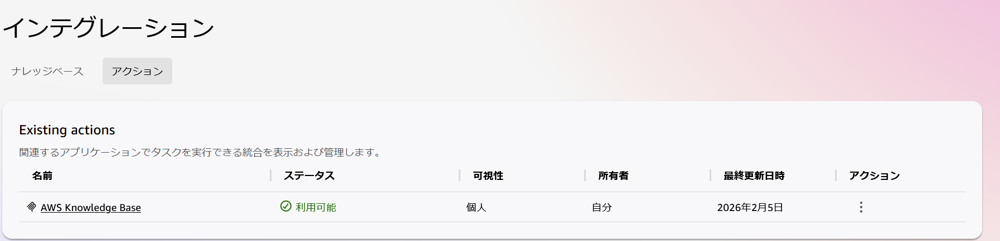 インテグレーション
ナレッジベース アクション
Existing actions
関連するアプリケーションでタスクを実行できる統合を表示および管理します。
名前 ステータス 可視性 所有者 最終更新日時 アクション
AWS Knowledge Base 利用可能 個人 自分 2026年2月5日